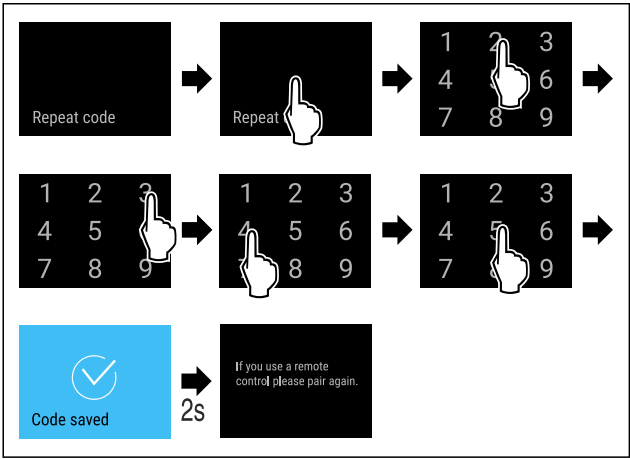 Repeat code
Repeat
1 2 3
4 6
7 8 9
1 2 3
4 5
7 8 9
1 2 3
4 5 6
8 9
1 2 3
4 5 6
7 9
Code saved
2s
If you use a remote
control please pair again.